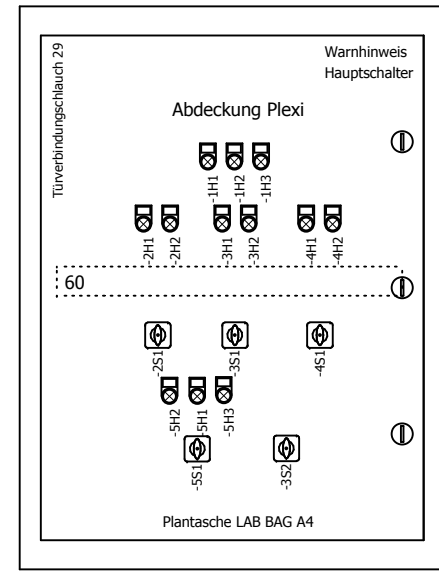 Türverbindungschlauch 29
Warnhinweis
Hauptschalter
Abdeckung Plexi
-1H1
-1H2
-1H3
-2H1
-2H2
-3H1
-3H2
-4H1
-4H2
60
-2S1
-3S1
-4S1
-5H2
-5H1
-5H3
-5S1
-3S2
Plantasche LAB BAG A4